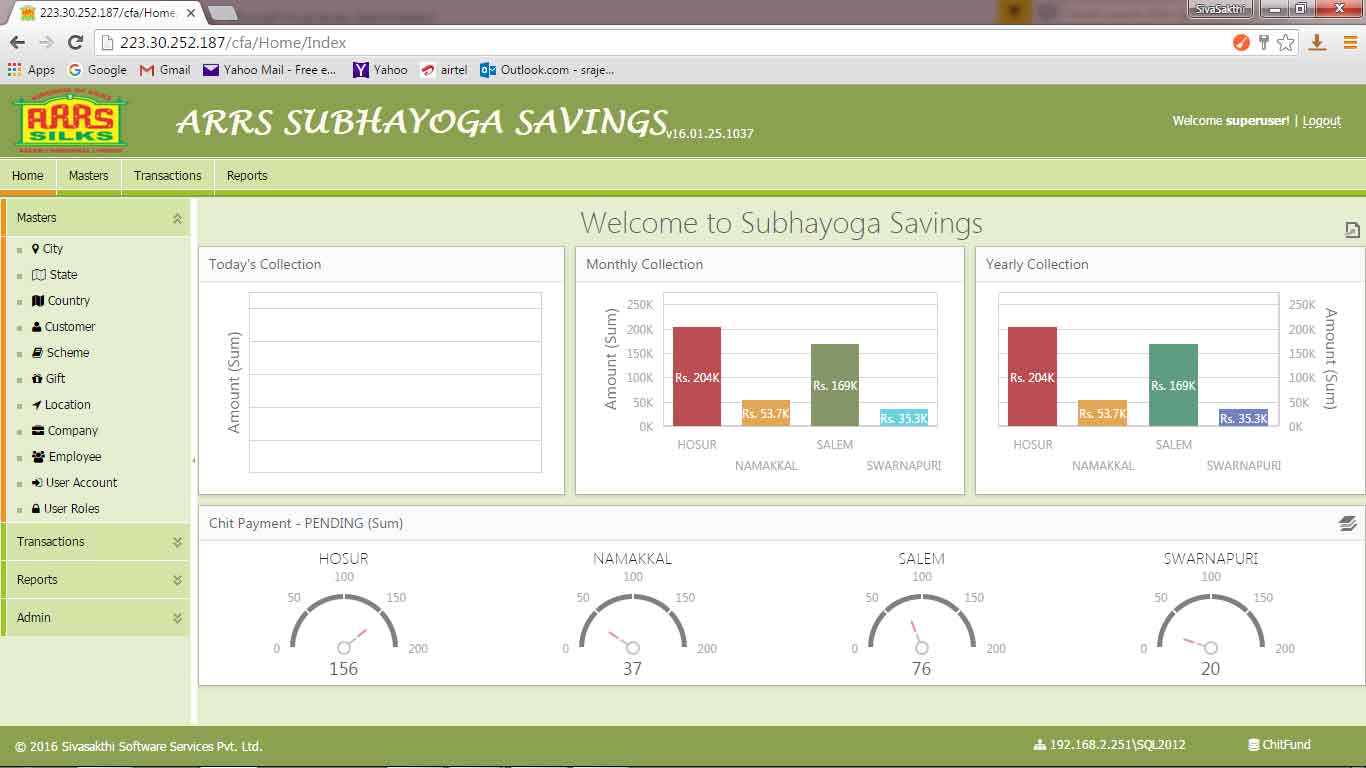 223.30.252.187/cfa/Home
SivaSakthi
223.30.252.187/cfa/Home/Index
Apps Google Gmail Yahoo Mail - Free e... Yahoo airtel Outlook.com - sraje...
ARRS
SILKS
ARRS SUBHAYOGA SAVINGS v16.01.25.1037
Welcome superuser! | Logout
Home Masters Transactions Reports
Masters
City
State
Country
Customer
Scheme
Gift
Location
Company
Employee
User Account
User Roles
Transactions
Reports
Admin
Welcome to Subhayoga Savings
Today's Collection
Amount (Sum)
Monthly Collection
Amount (Sum)
250K
200K
150K
100K
50K
0K
Rs. 204K
Rs. 53.7K
Rs. 169K
Rs. 35.3K
HOSUR SALEM
NAMAKKAL SWARNAPURI
Yearly Collection
Rs. 204K
Rs. 53.7K
Rs. 169K
Rs. 35.3K
HOSUR SALEM
NAMAKKAL SWARNAPURI
250K
200K
150K
100K
50K
0K
Amount (Sum)
Chit Payment - PENDING (Sum)
HOSUR
100
50 150
0 200
156
NAMAKKAL
100
50 150
0 200
37
SALEM
100
50 150
0 200
76
SWARNAPURI
100
50 150
0 200
20
© 2016 Sivasakthi Software Services Pvt. Ltd. 192.168.2.251\SQL2012 ChitFund